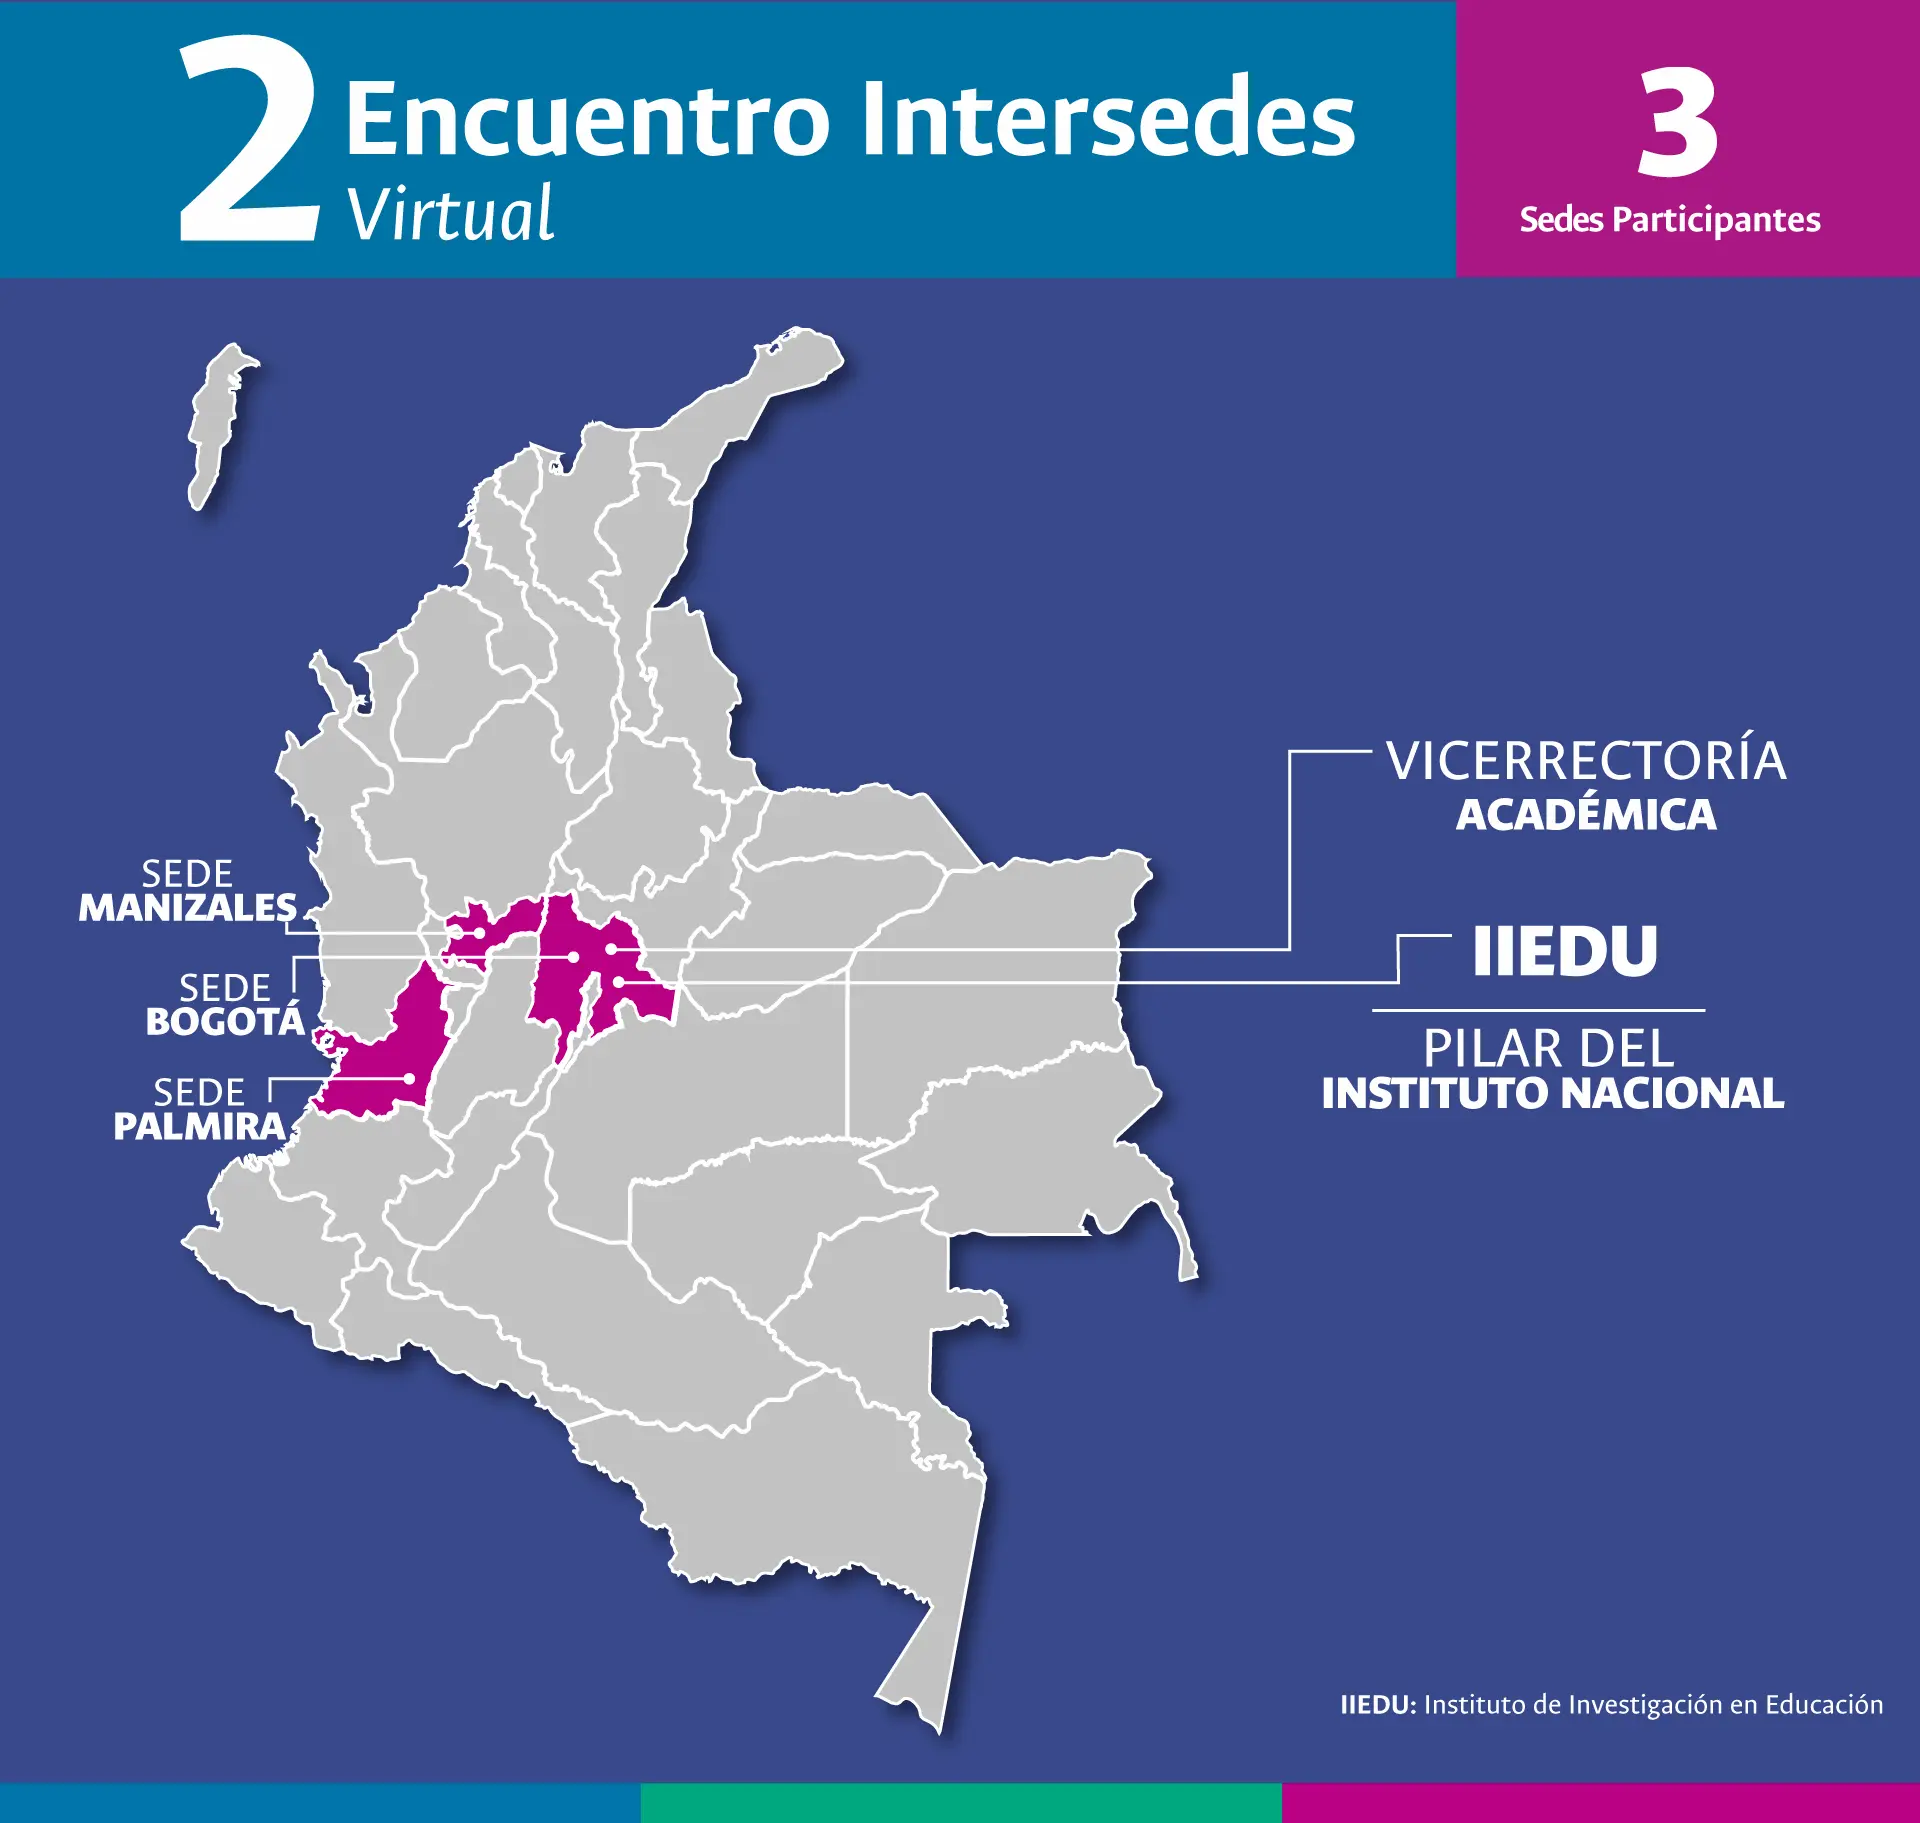 2 Encuentro Intersedes
Virtual
3
Sedes Participantes
SEDE
MANIZALES
SEDE
BOGOTÁ
SEDE
PALMIRA
VICERRECTORÍA
ACADÉMICA
IIEDU
PILAR DEL
INSTITUTO NACIONAL
IIEDU: Instituto de Investigación en Educación